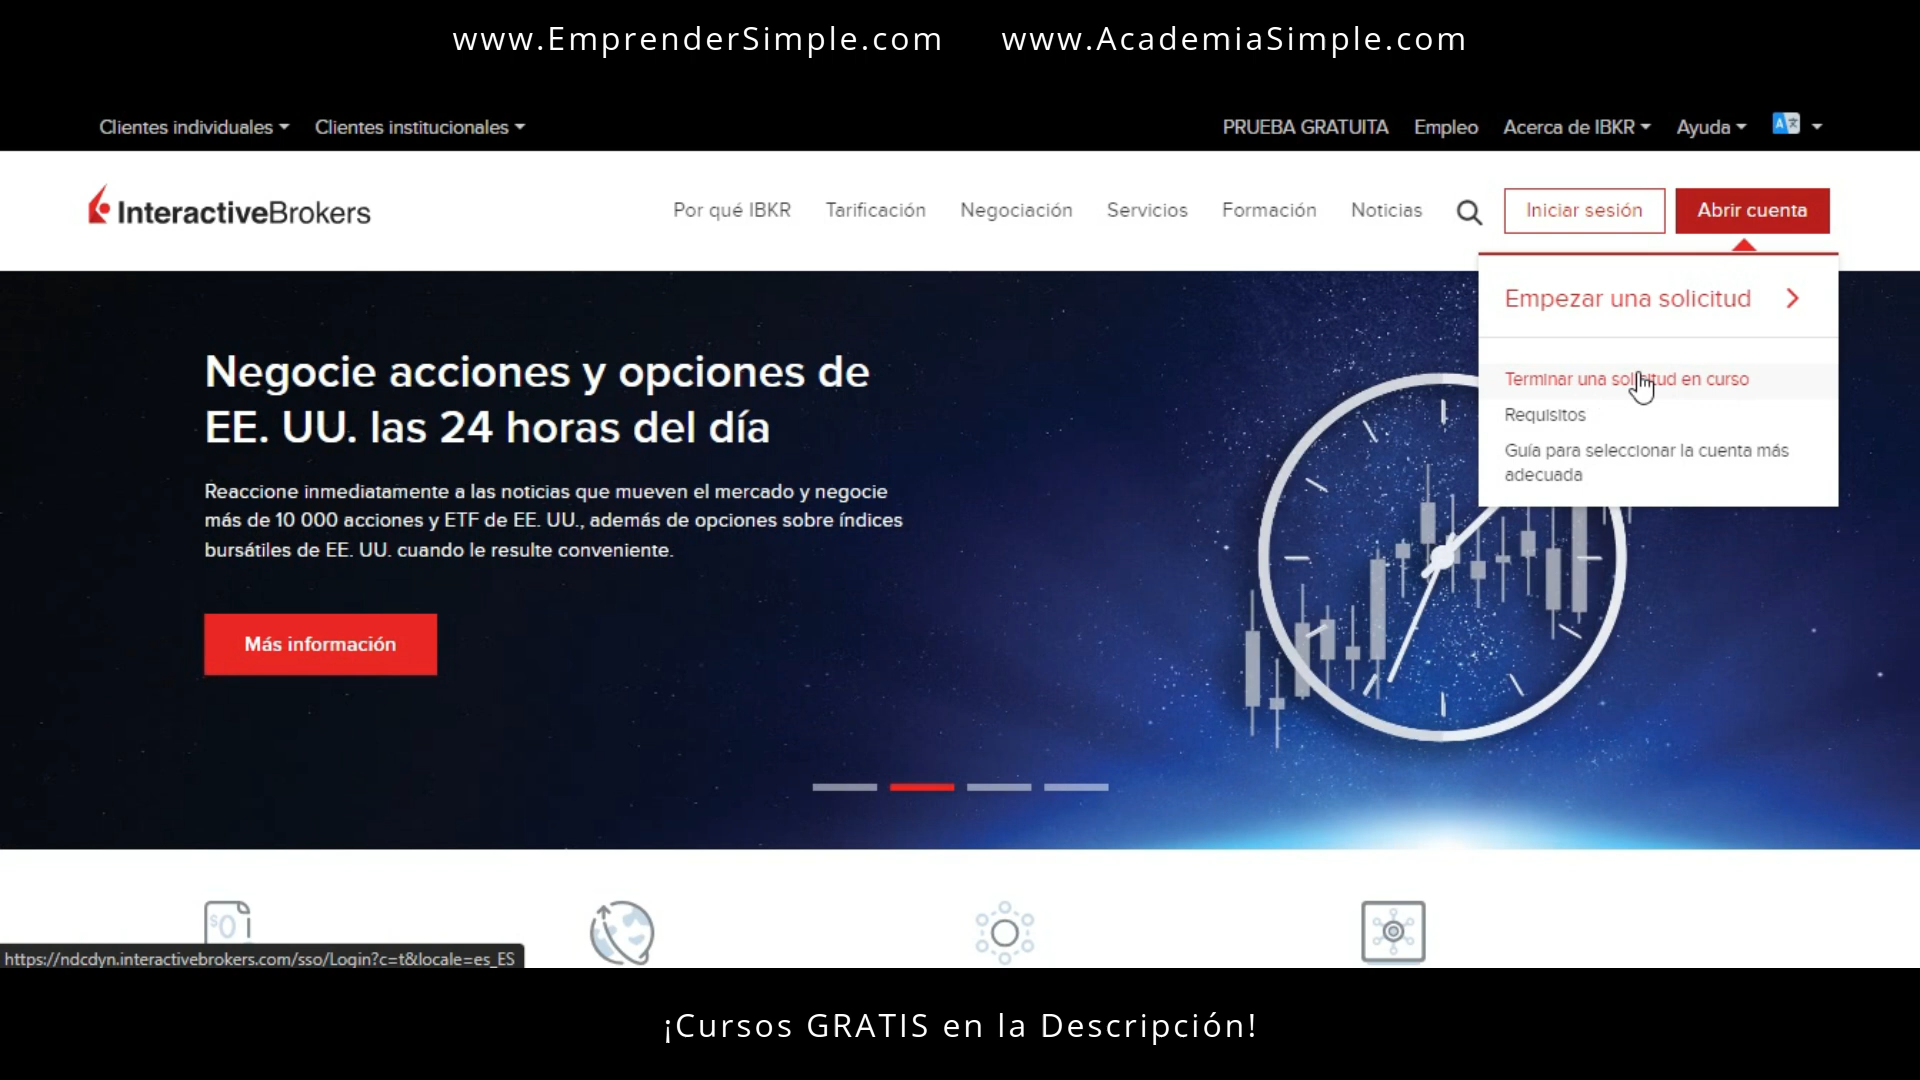 www.EmprenderSimple.com www.AcademiaSimple.com
Clientes individuales Clientes institucionales PRUEBA GRATUITA Empleo Acerca de IBKR Ayuda
InteractiveBrokers Por qué IBKR Tarificación Negociación Servicios Formación Noticias Iniciar sesión Abrir cuenta
Empezar una solicitud
Terminar una solicitud en curso
Requisitos
Guía para seleccionar la cuenta más
adecuada
Negocie acciones y opciones de
EE. UU. las 24 horas del día
Reaccione inmediatamente a las noticias que mueven el mercado y negocie
más de 10 000 acciones y ETF de EE. UU., además de opciones sobre índices
bursátiles de EE. UU. cuando le resulte conveniente.
Más información
$0
https://ndcdyn.interactivebrokers.com/sso/Login?c=t&locale=es_ES
¡Cursos GRATIS en la Descripción!